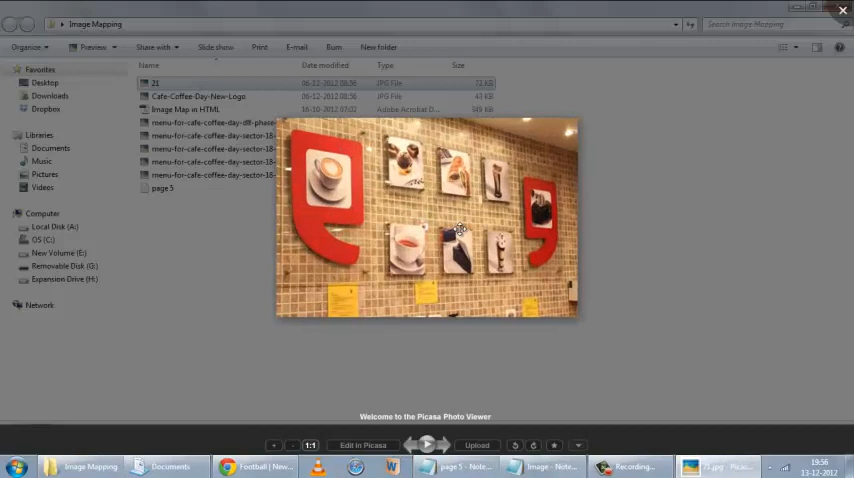 Image Mapping
Search Image Mapping
Organize
Preview
Share with
Slide show
Print
E-mail
Burn
New folder
Name
Date modified
Type
Size
Favorites
Desktop
Downloads
Dropbox
Libraries
Documents
Music
Pictures
Videos
Computer
Local Disk (A:)
OS (C:)
New Volume (E:)
Removable Disk (G:)
Expansion Drive (H:)
Network
21
06-12-2012 08:56
JPG File
72 KB
Cafe-Coffee-Day-New-Logo
06-12-2012 08:56
JPG File
43 KB
Image Map in HTML
16-10-2012 07:02
Adobe Acrobat D...
349 KB
menu-for-cafe-coffee-day-dlf-phase-
menu-for-cafe-coffee-day-sector-18-
menu-for-cafe-coffee-day-sector-18-
menu-for-cafe-coffee-day-sector-18-
menu-for-cafe-coffee-day-sector-18-
page 5
Welcome to the Picasa Photo Viewer
1:1
Edit in Picasa
Upload
Image Mapping
Documents
Football | New...
page 5 - Note...
Image - Note...
Recording...
21.jpg - Picas...
19:56
13-12-2012